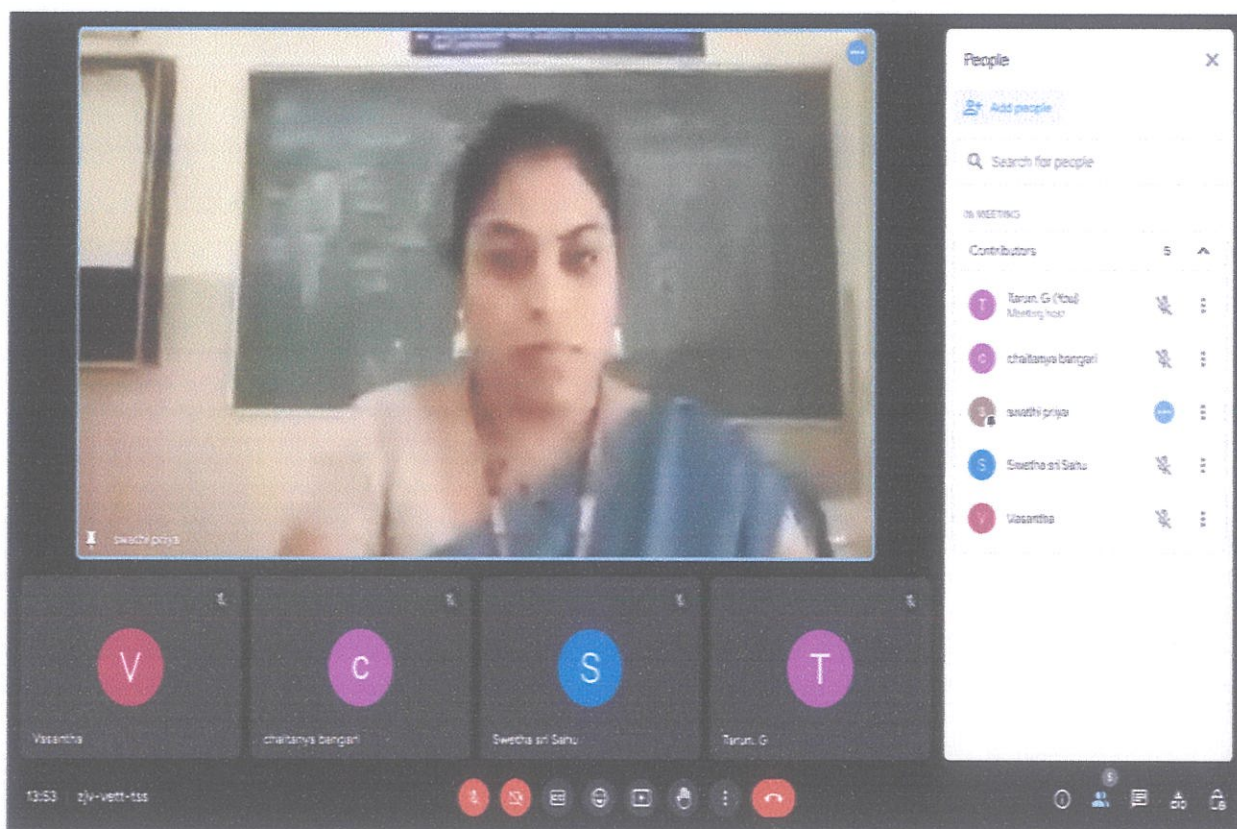 People
Add people
Search for people
IN MEETING
Contributors 5
T Tarun. G (You)
Meeting host
c chaitanya bangari
swathi priya
S Swetha sri Sahu
V Vasantha
swathi priya
V
Vasantha
c
chaitanya bangari
S
Swetha sri Sahu
T
Tarun. G
13:53 | zjv-vett-tss
5